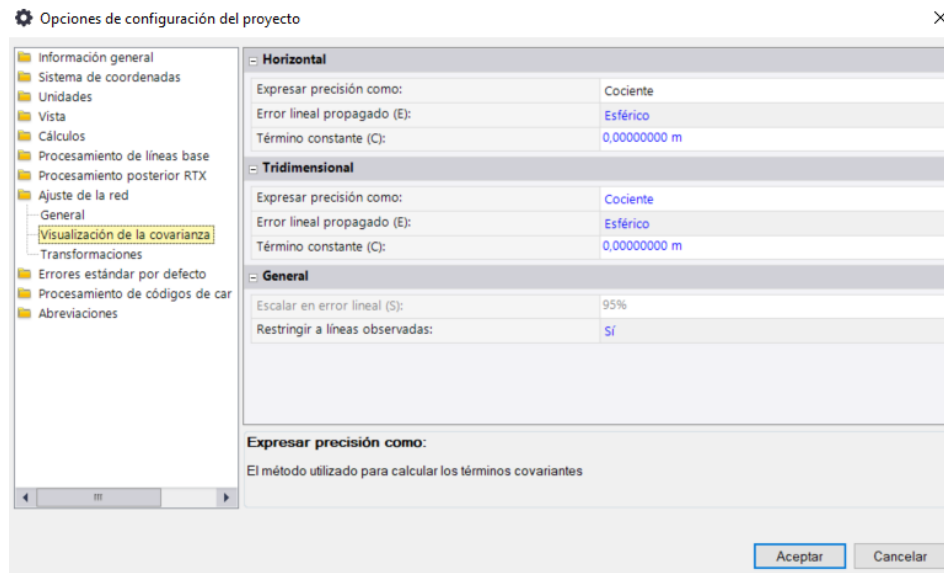 Opciones de configuración del proyecto
Información general
Sistema de coordenadas
Unidades
Vista
Cálculos
Procesamiento de líneas base
Procesamiento posterior RTX
Ajuste de la red
General
Visualización de la covarianza
Transformaciones
Errores estándar por defecto
Procesamiento de códigos de car
Abreviaciones
Horizontal
Expresar precisión como: Cociente
Error lineal propagado (E): Esférico
Término constante (C): 0,00000000 m
Tridimensional
Expresar precisión como: Cociente
Error lineal propagado (E): Esférico
Término constante (C): 0,00000000 m
General
Escalar en error lineal (S): 95%
Restringir a líneas observadas: Sí
Expresar precisión como:
El método utilizado para calcular los términos covariantes
Aceptar Cancelar